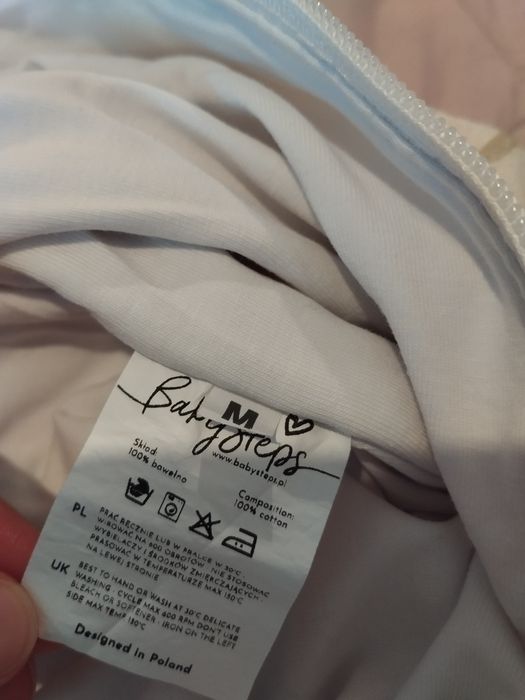 M
BabySteps
www.babysteps.pl
Skład:
100% bawełna
Composition:
100% cotton
PL PRAĆ RĘCZNIE LUB W PRALCE W 30°C
WIROWAĆ NA 600 OBROTÓW . NIE STOSOWAĆ
WYBIELACZY I ŚRODKÓW ZMIĘKCZAJĄCYCH .
PRASOWAĆ W TEMPERATURZE MAX 150°C
NA LEWEJ STRONIE
UK BEST TO HAND OR WASH AT 30°C DELICATE
WASHING . CYCLE MAX 600 RPM DON'T USE
BLEACH OR SOFTENER . IRON ON THE LEFT
SIDE MAX TEMP 150°C
Designed in Poland